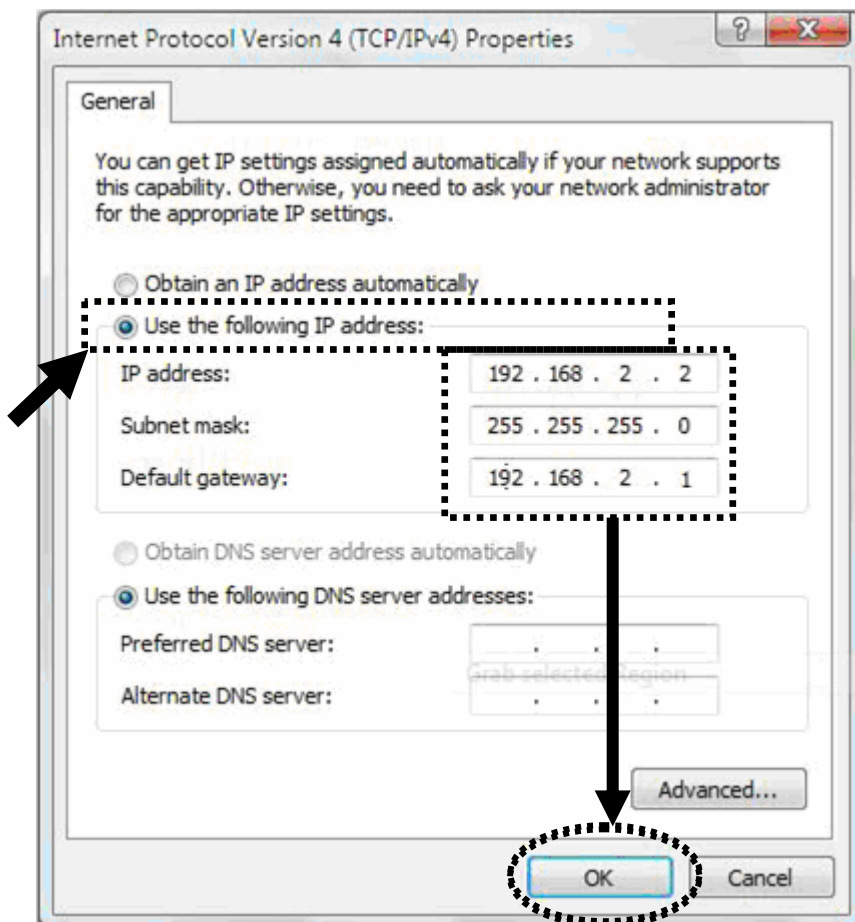 Internet Protocol Version 4 (TCP/IPv4) Properties
?
X
General
You can get IP settings assigned automatically if your network supports
this capability. Otherwise, you need to ask your network administrator
for the appropriate IP settings.
Obtain an IP address automatically
Use the following IP address:
IP address: 192 . 168 . 2 . 2
Subnet mask: 255 . 255 . 255 . 0
Default gateway: 192 . 168 . 2 . 1
Obtain DNS server address automatically
Use the following DNS server addresses:
Preferred DNS server: . . .
Grab selected Region
Alternate DNS server: . . .
Advanced...
OK Cancel